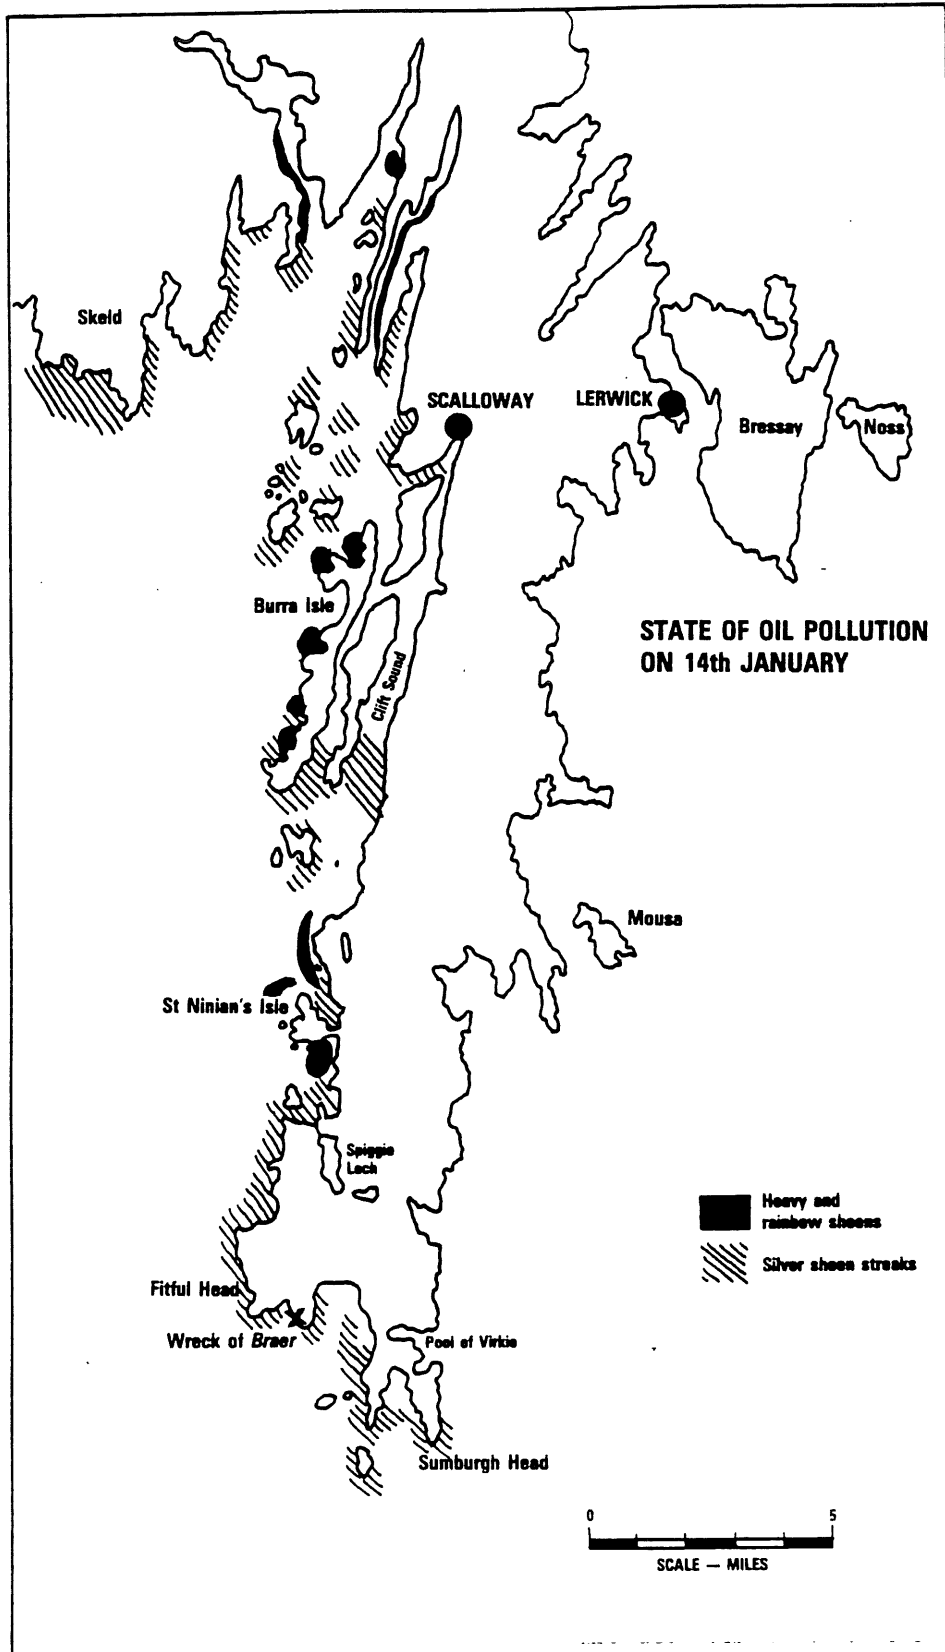 Skeld
SCALLOWAY
LERWICK
Bressay
Noss
Burra Isle
STATE OF OIL POLLUTION
ON 14th JANUARY
Clift Sound
Mousa
St Ninian's Isle
Spiggie
Loch
Heavy and
rainbow sheens
Silver sheen streaks
Fitful Head
Wreck of Braer
Pool of Virkie
Sumburgh Head
0 5
SCALE — MILES